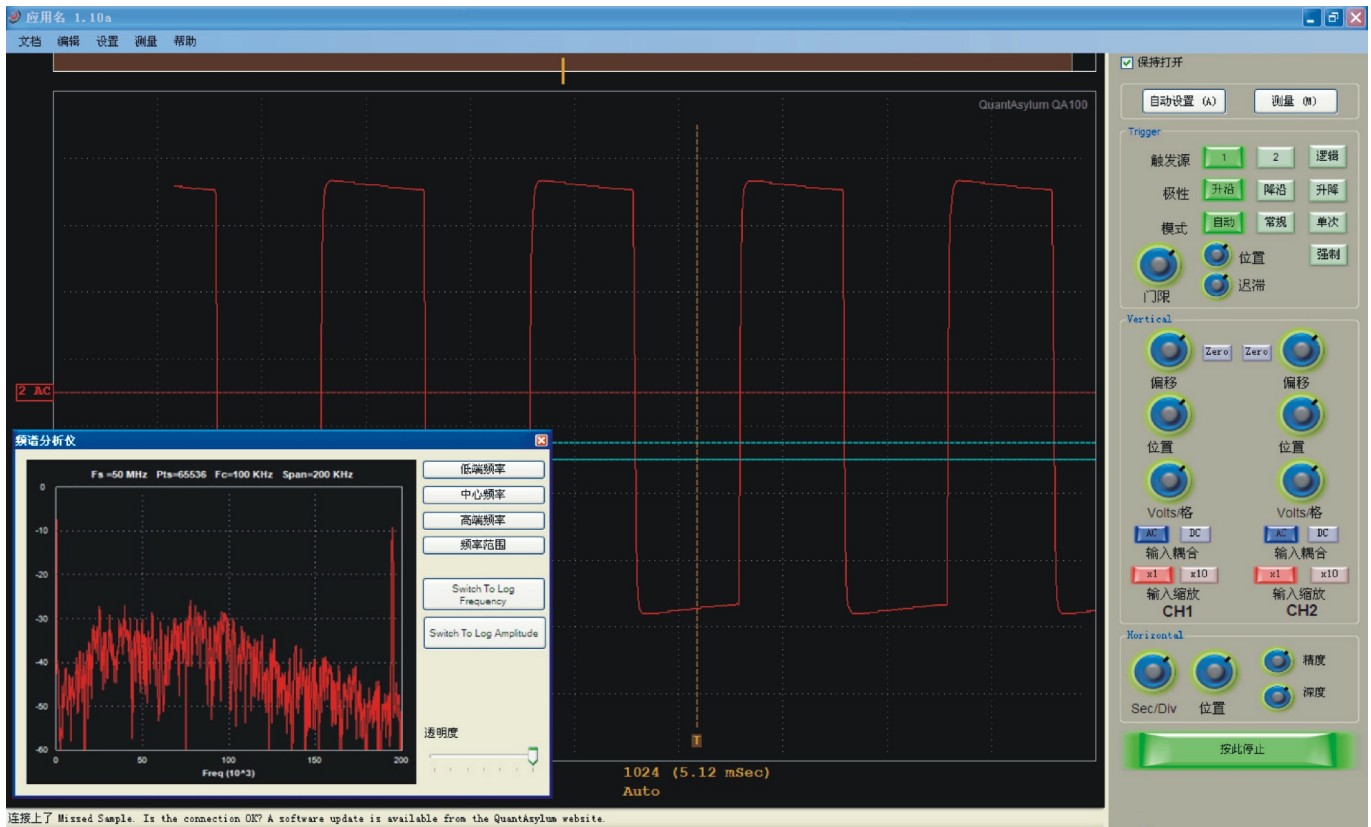 应用名 1.10a
文档 编辑 设置 测量 帮助
保持打开
QuantAsylum QA100
自动设置 (A) 测量 (M)
Trigger
触发源 1 2 逻辑
极性 升沿 降沿 升降
模式 自动 常规 单次
位置 强制
门限 迟滞
Vertical
Zero Zero
偏移 偏移
2 AC
位置 位置
Volts/格 Volts/格
AC DC AC DC
输入耦合 输入耦合
x1 x10 x1 x10
输入缩放 输入缩放
CH1 CH2
Horizontal
精度
深度
Sec/Div 位置
按此停止
频谱分析仪
Fs =50 MHz Pts=65536 Fc=100 KHz Span=200 KHz
0
-10
-20
-30
-40
-50
-60
0 50 100 150 200
Freq (10^3)
低端频率
中心频率
高端频率
频率范围
Switch To Log
Frequency
Switch To Log Amplitude
透明度
T
1024 (5.12 mSec)
Auto
连接上了 Missed Sample. Is the connection OK? A software update is available from the QuantAsylum website.